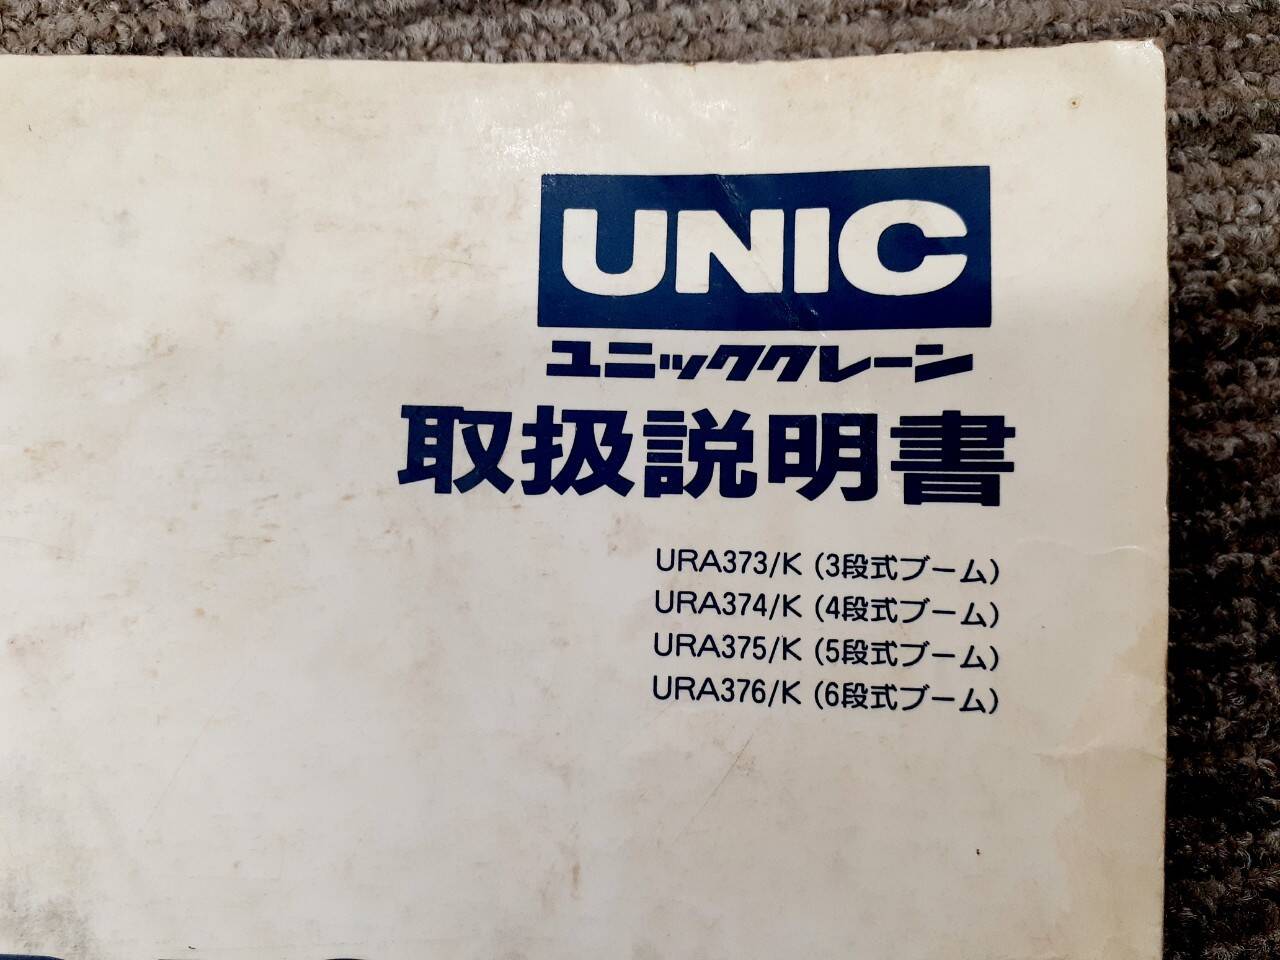 UNIC
ユニッククレーン
取扱説明書
URA373/K (3段式ブーム)
URA374/K (4段式ブーム)
URA375/K (5段式ブーム)
URA376/K (6段式ブーム)